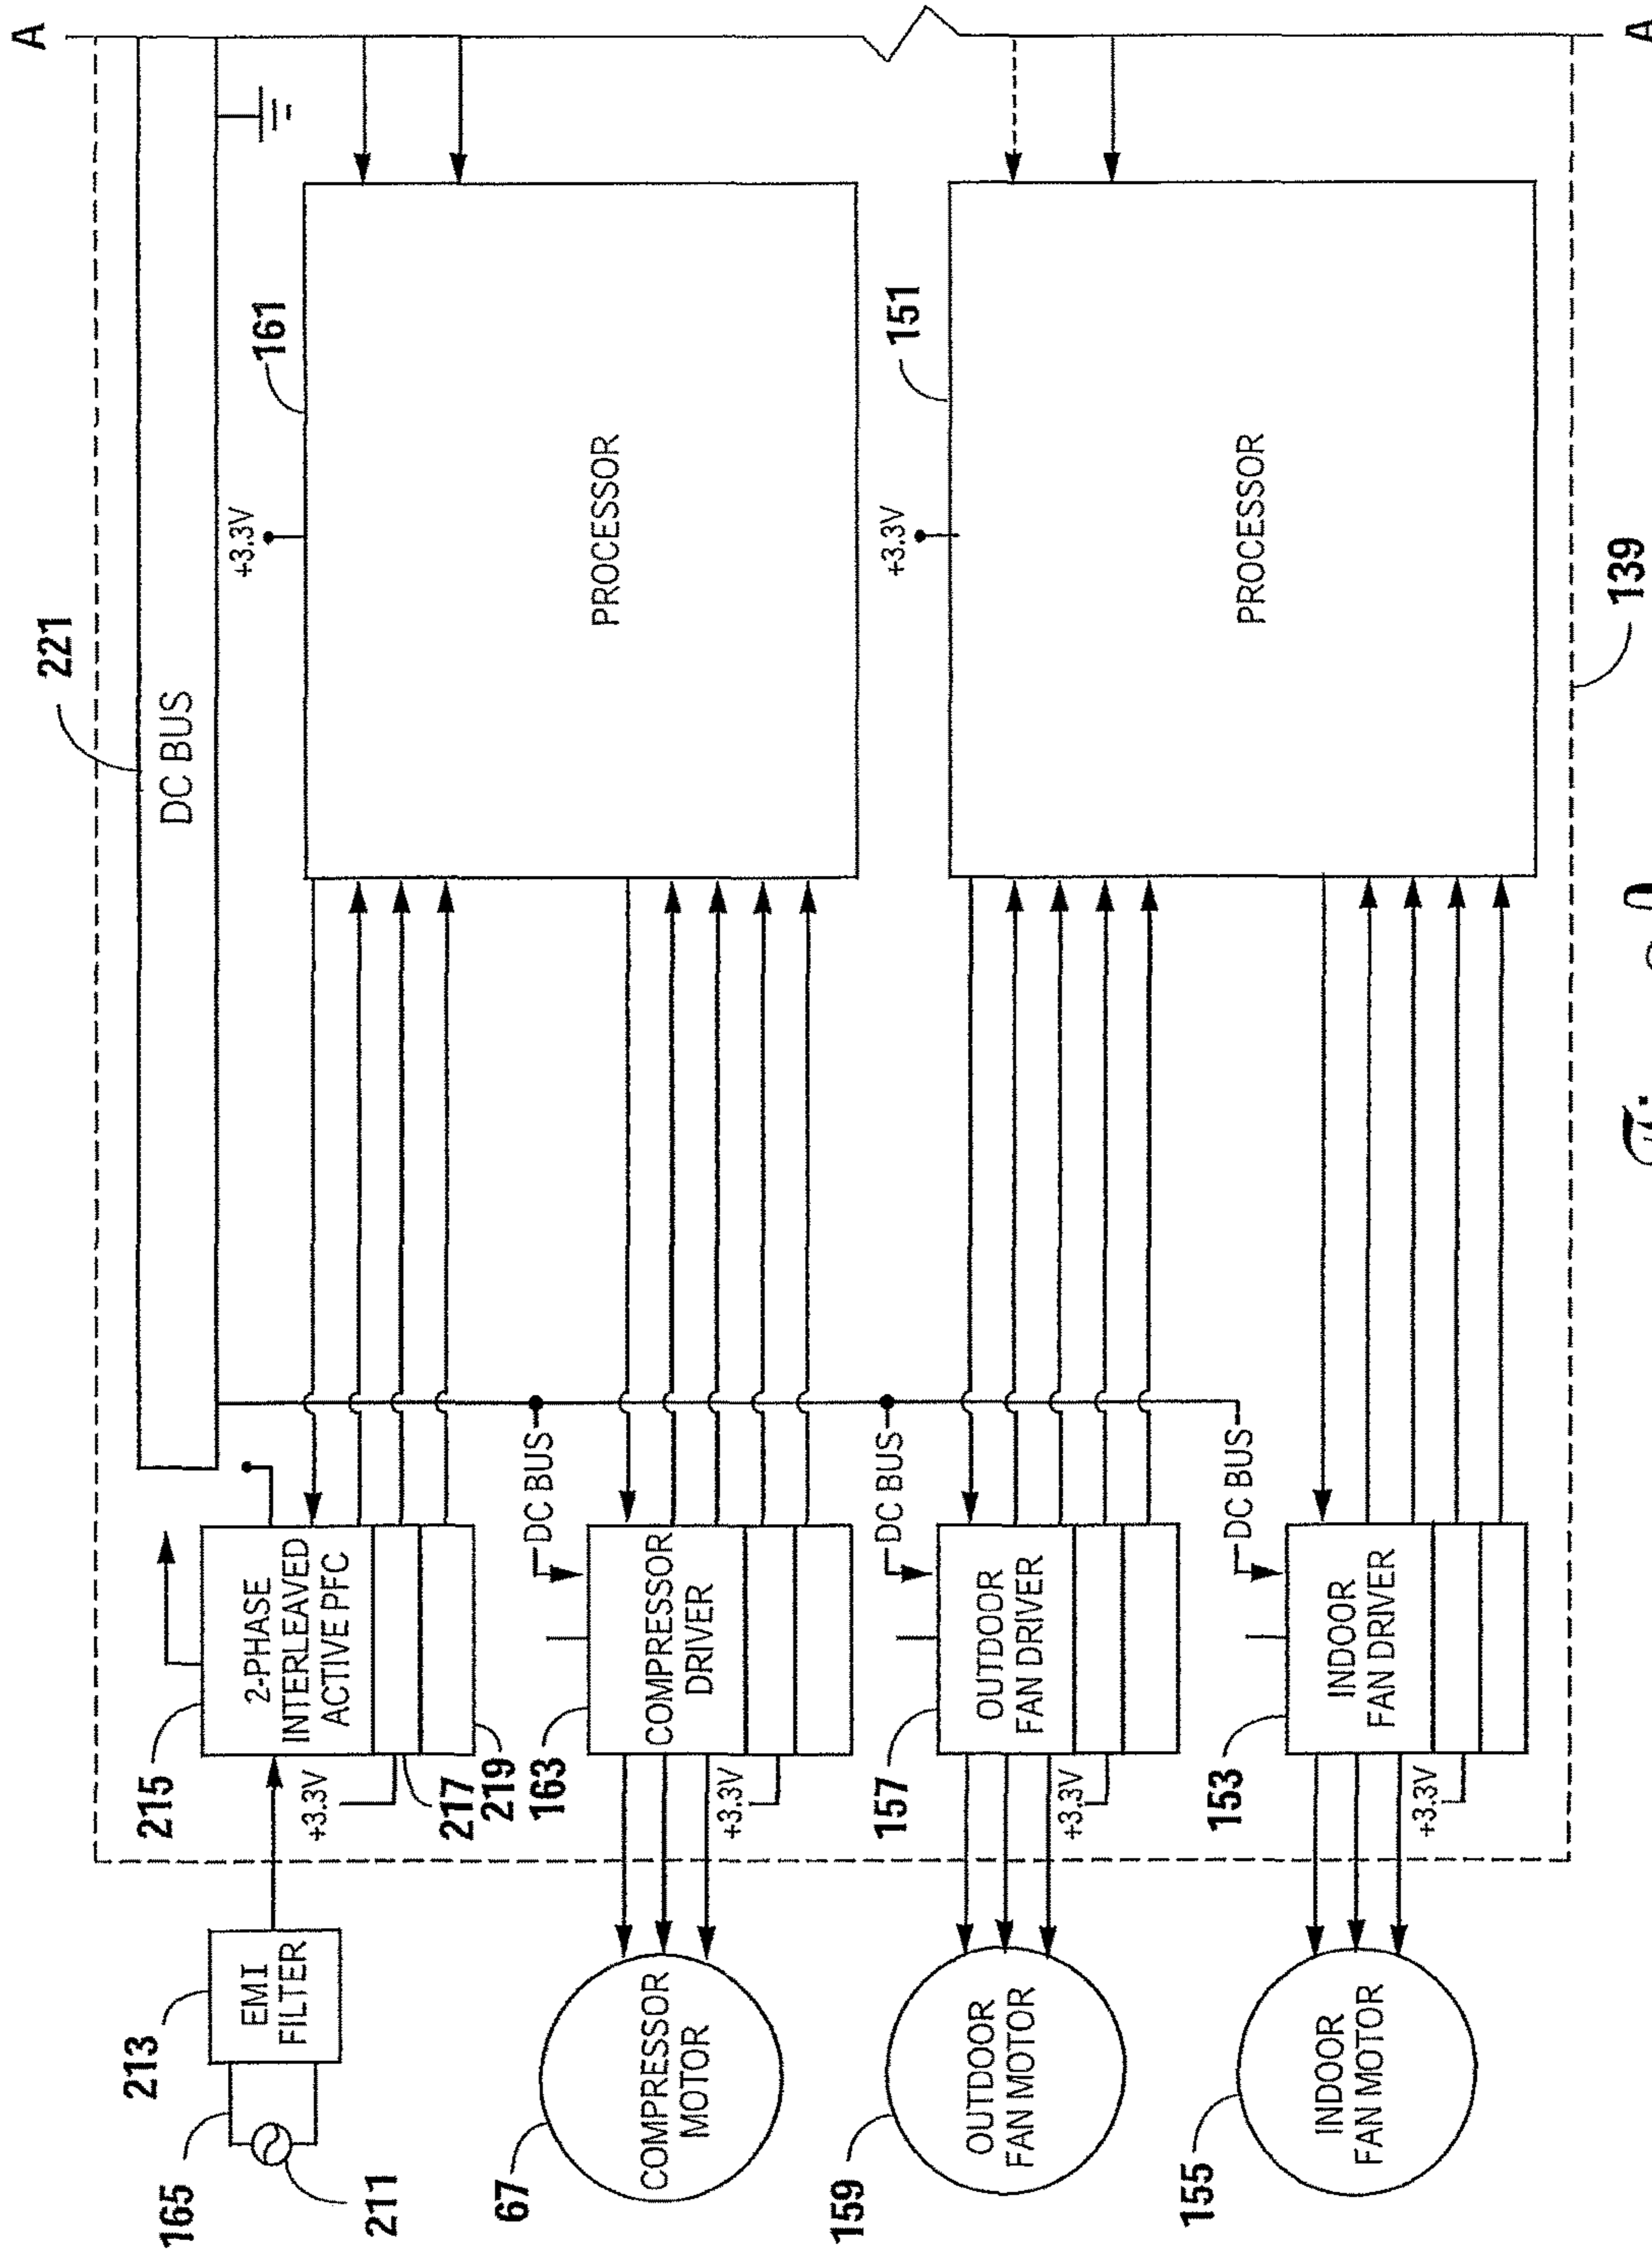 A
221
DC BUS
161
+3.3V
PROCESSOR
151
+3.3V
PROCESSOR
139
A
215
2-PHASE
INTERLEAVED
ACTIVE PFC
+3.3V
217
219
DC BUS
163
COMPRESSOR
DRIVER
+3.3V
DC BUS
157
OUTDOOR
FAN DRIVER
+3.3V
DC BUS
153
INDOOR
FAN DRIVER
+3.3V
213
EMI
FILTER
165
211
67
COMPRESSOR
MOTOR
159
OUTDOOR
FAN MOTOR
155
INDOOR
FAN MOTOR